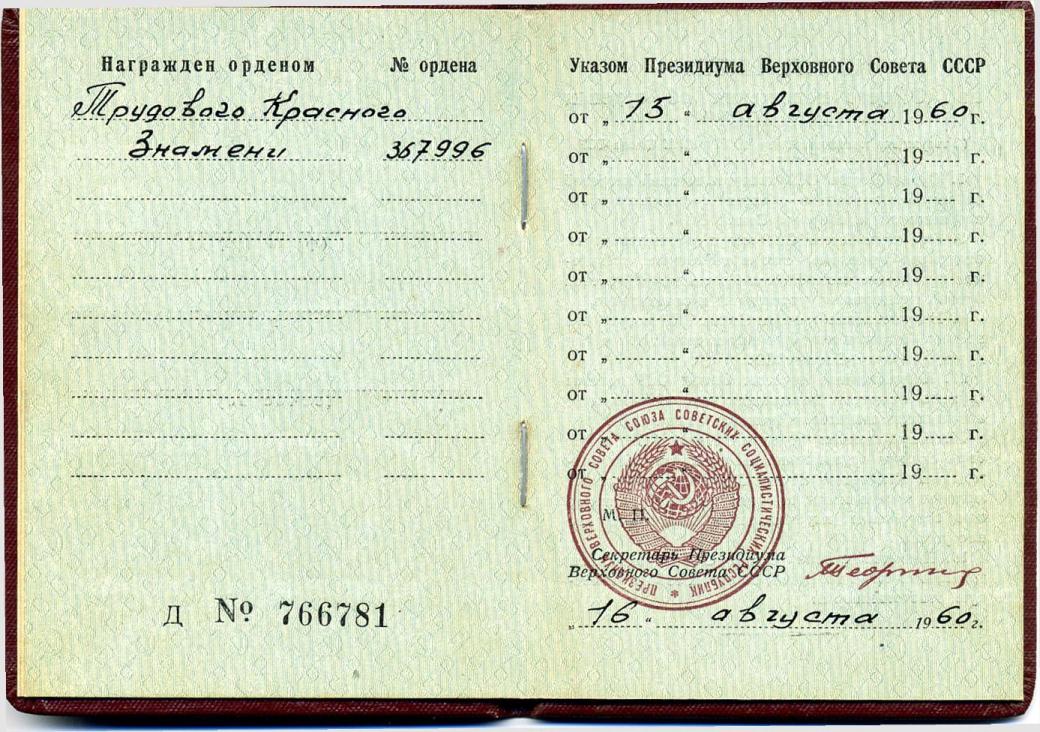 Награжден орденом № ордена
Трудового Красного
Знамени 367996
Д № 766781
Указом Президиума Верховного Совета СССР
от „ 15 “ августа 1960 г.
от „ “ 19 г.
от „ “ 19 г.
от „ “ 19 г.
от „ “ 19 г.
от „ “ 19 г.
от „ “ 19 г.
от „ “ 19 г.
от „ “ 19 г.
от „ “ 19 г.
ПРЕЗИДИУМ ВЕРХОВНОГО СОВЕТА СОЮЗА СОВЕТСКИХ СОЦИАЛИСТИЧЕСКИХ РЕСПУБЛИК
М. П.
Секретарь Президиума
Верховного Совета СССР
„ 16 “ августа 1960 г.